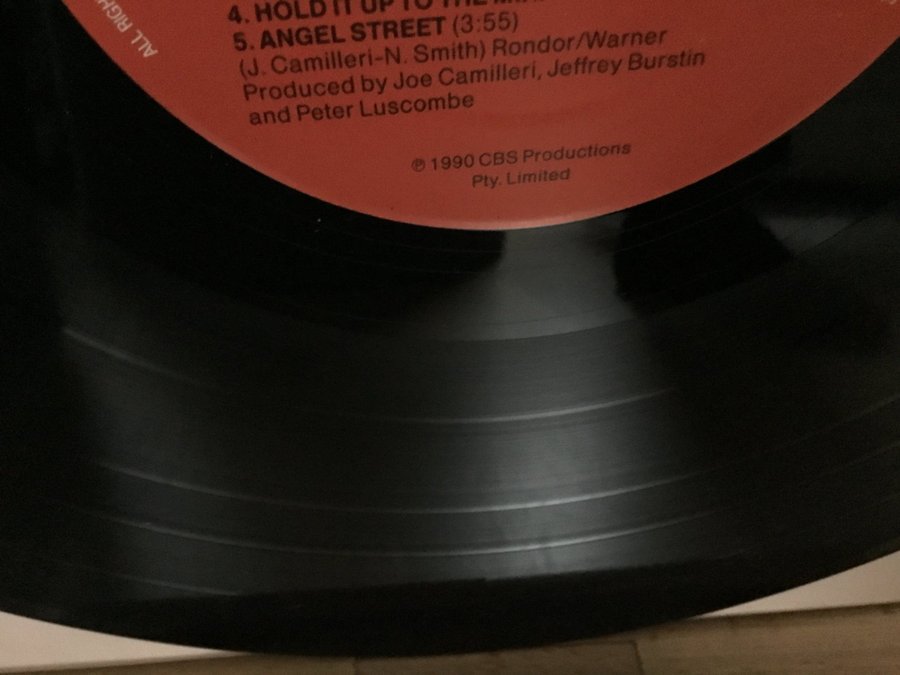 4. HOLD IT UP TO THE
5. ANGEL STREET (3:55)
(J. Camilleri-N. Smith) Rondor/Warner
Produced by Joe Camilleri, Jeffrey Burstin
and Peter Luscombe
℗ 1990 CBS Productions
Pty. Limited
ALL RIGH